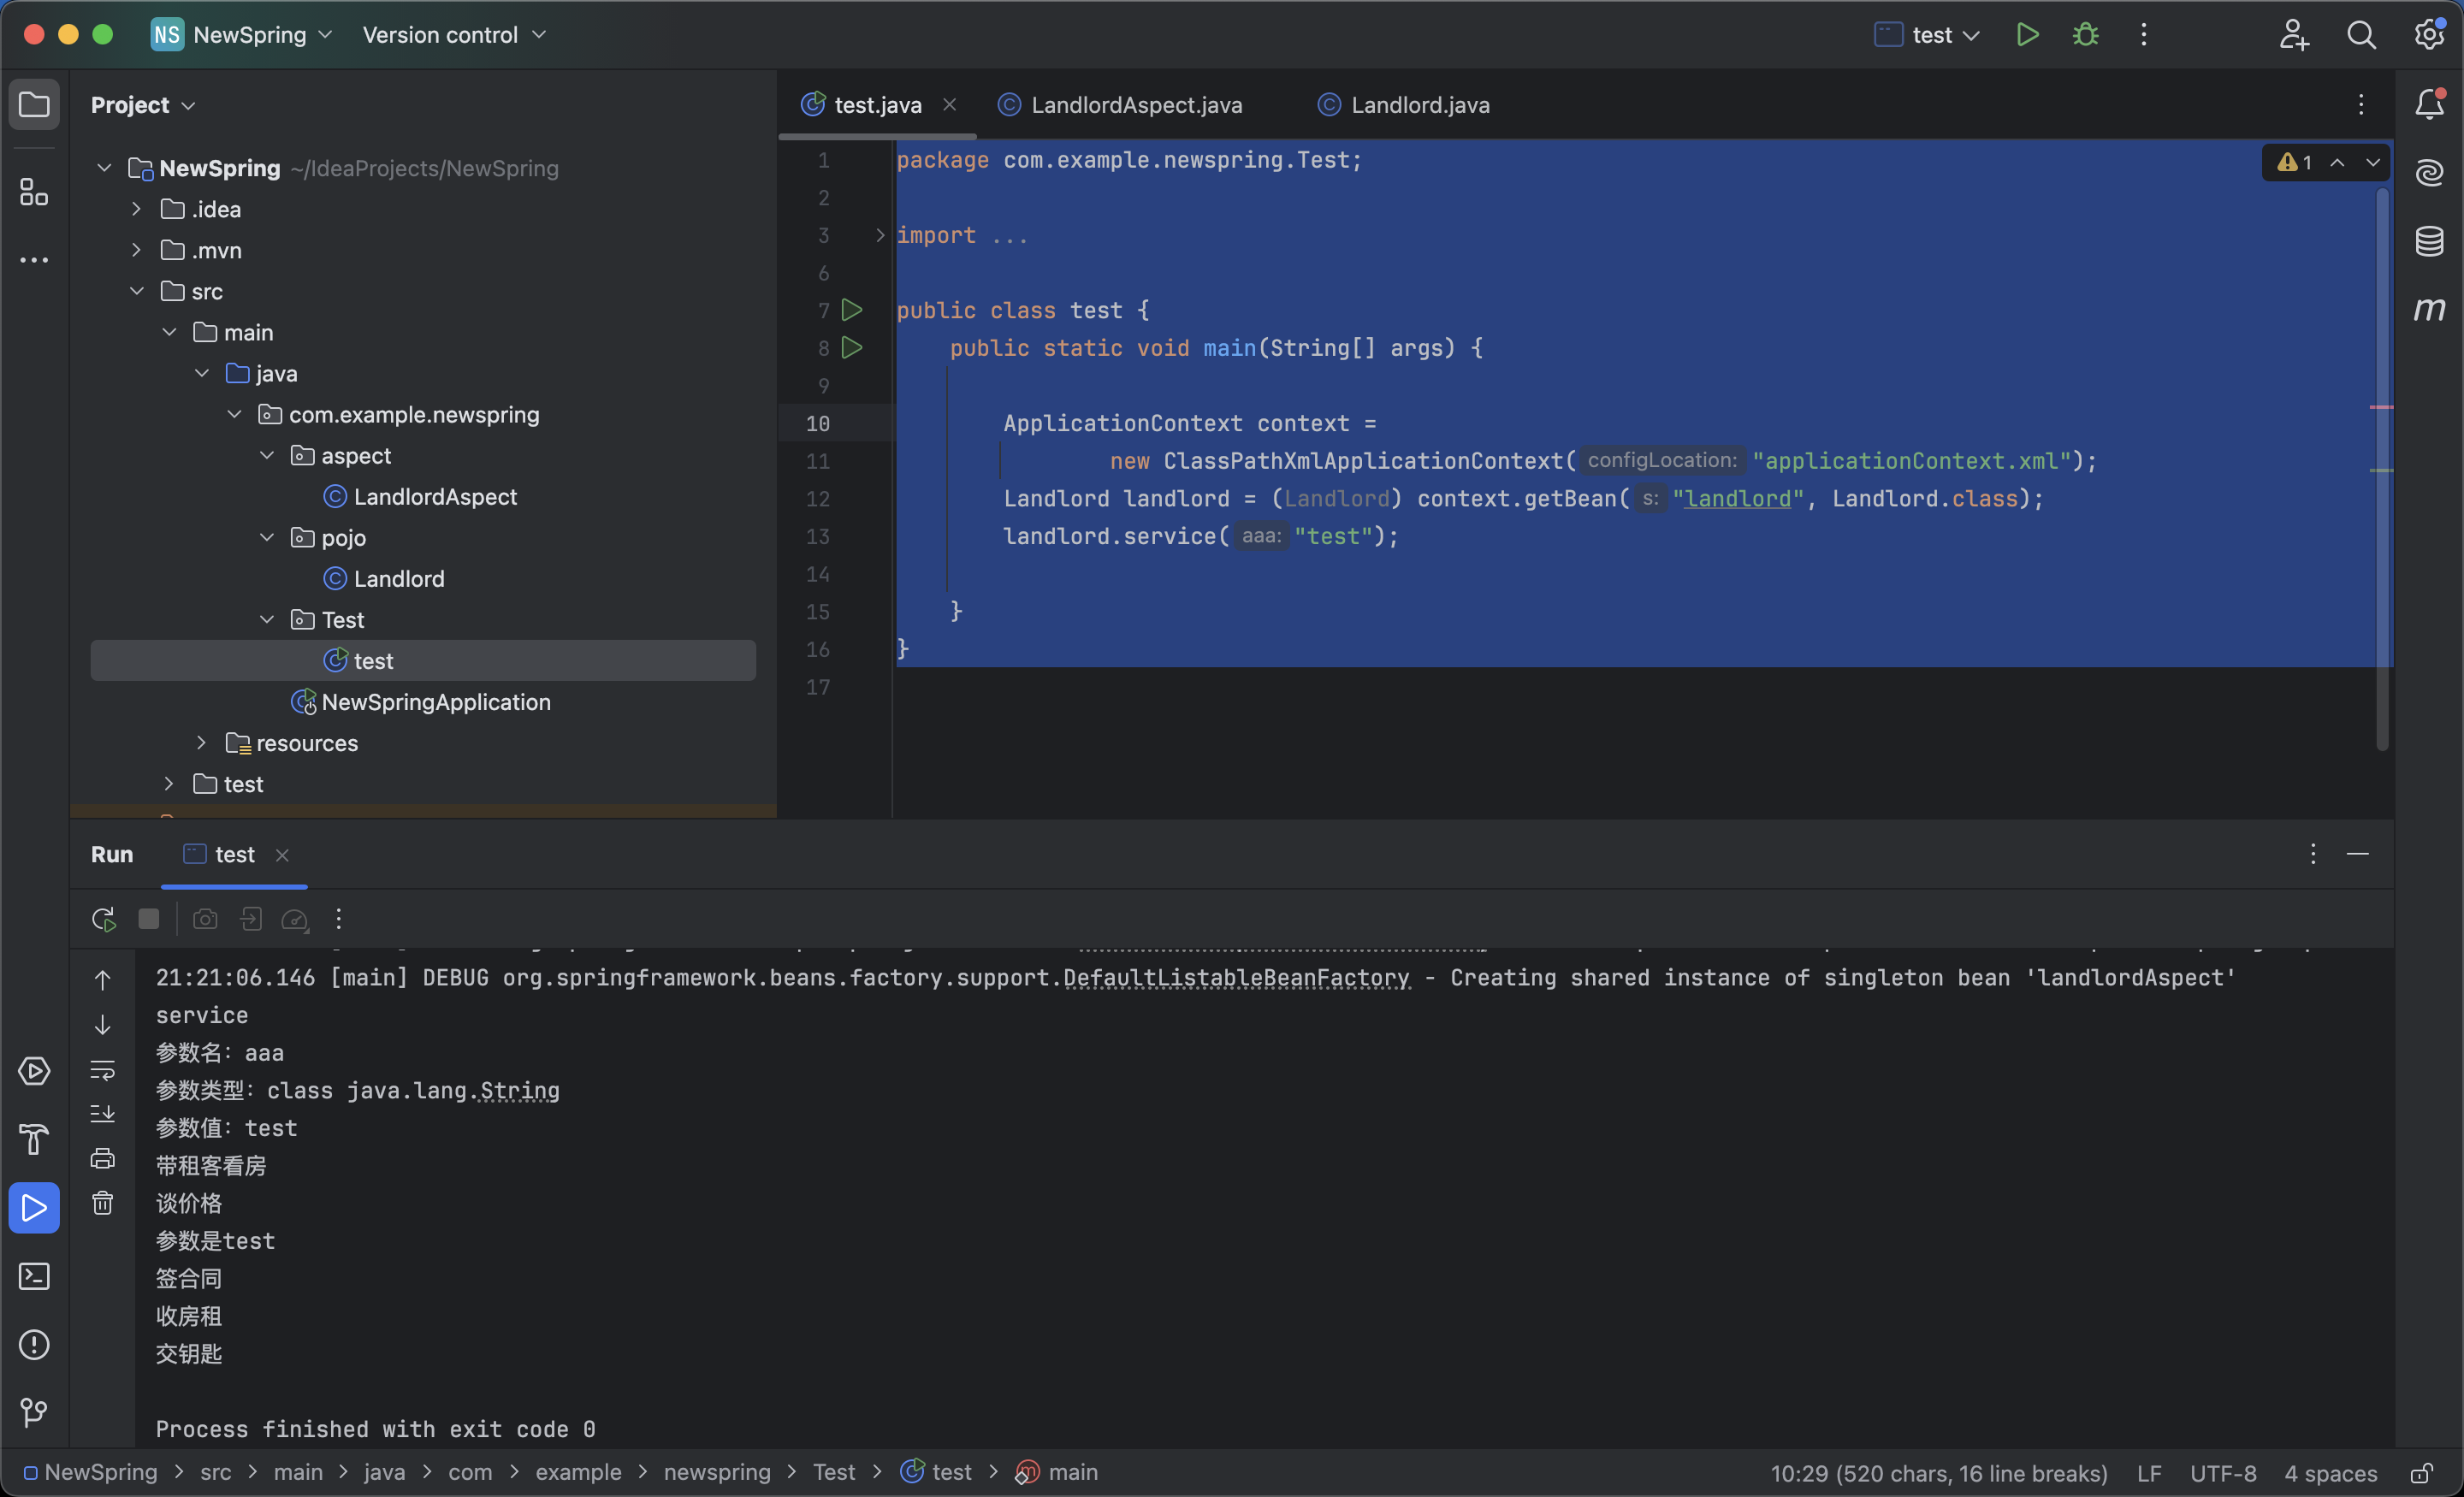 NS NewSpring Version control test
Project
NewSpring ~/IdeaProjects/NewSpring
.idea
.mvn
src
main
java
com.example.newspring
aspect
LandlordAspect
pojo
Landlord
Test
test
NewSpringApplication
resources
test
test.java LandlordAspect.java Landlord.java
1 package com.example.newspring.Test;
2
3 import ...
6
7 public class test {
8 public static void main(String[] args) {
9
10 ApplicationContext context =
11 new ClassPathXmlApplicationContext( configLocation: "applicationContext.xml");
12 Landlord landlord = (Landlord) context.getBean( s: "landlord", Landlord.class);
13 landlord.service( aaa: "test");
14
15 }
16 }
17
1
m
Run test
21:21:06.146 [main] DEBUG org.springframework.beans.factory.support.DefaultListableBeanFactory - Creating shared instance of singleton bean 'landlordAspect'
service
参数名：aaa
参数类型：class java.lang.String
参数值：test
带租客看房
谈价格
参数是test
签合同
收房租
交钥匙
Process finished with exit code 0
NewSpring > src > main > java > com > example > newspring > Test > test > main
10:29 (520 chars, 16 line breaks) LF UTF-8 4 spaces